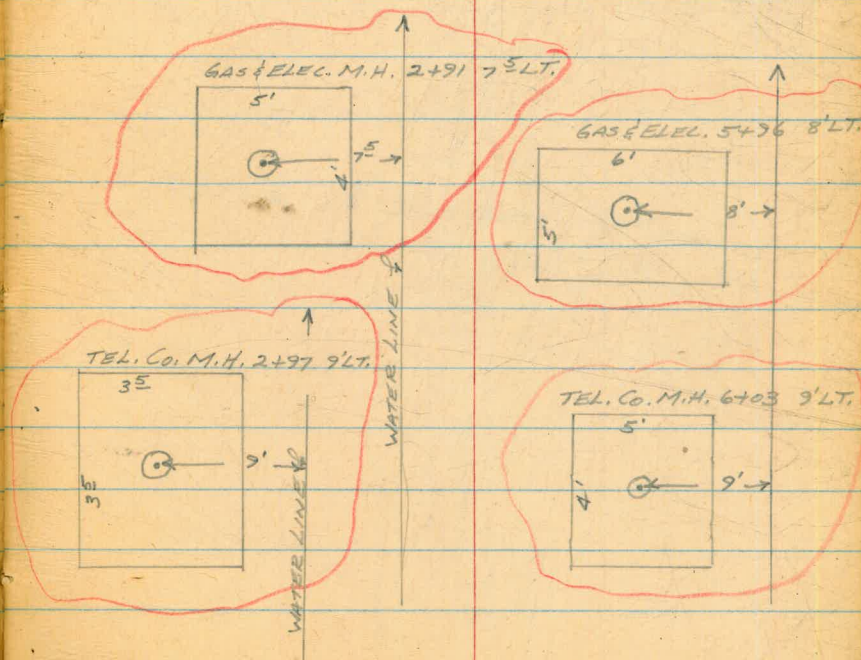 GAS & ELEC. M.H. 2+91 7⁵ LT.
5'
7⁵
4'
WATER LINE ℄
GAS & ELEC. 5+96 8' LT.
6'
8'
5'
TEL. Co. M.H. 2+97 9' LT.
3⁵
9'
3⁵
WATER LINE ℄
TEL. Co. M.H. 6+03 9' LT.
5'
9'
4'